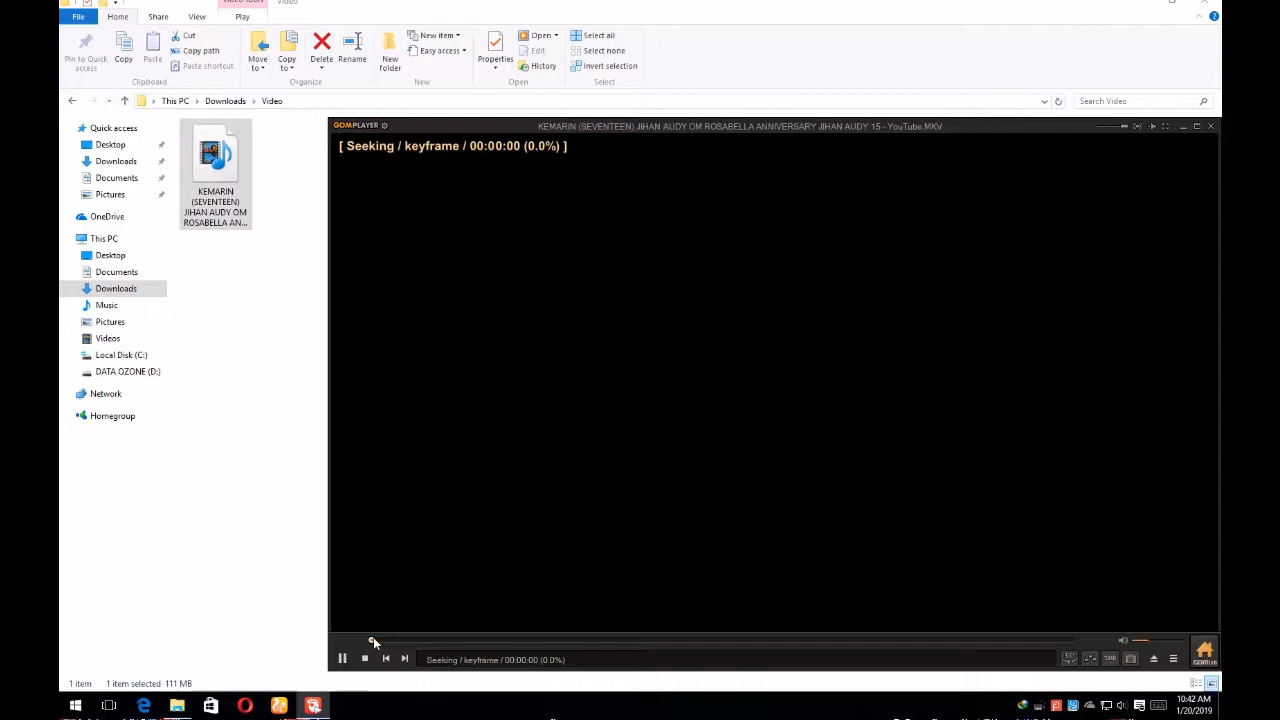 Video Tools
Video
File
Home
Share
View
Play
Pin to Quick access
Copy
Paste
Cut
Copy path
Paste shortcut
Clipboard
Move to
Copy to
Delete
Rename
Organize
New folder
New item
Easy access
New
Properties
Open
Edit
History
Open
Select all
Select none
Invert selection
Select
This PC
Downloads
Video
Search Video
Quick access
Desktop
Downloads
Documents
Pictures
OneDrive
This PC
Desktop
Documents
Downloads
Music
Pictures
Videos
Local Disk (C:)
DATA OZONE (D:)
Network
Homegroup
KEMARIN
(SEVENTEEN)
JIHAN AUDY OM
ROSABELLA AN...
GOMPLAYER
KEMARIN (SEVENTEEN) JIHAN AUDY OM ROSABELLA ANNIVERSARY JIHAN AUDY 15 - YouTube.MKV
[ Seeking / keyframe / 00:00:00 (0.0%) ]
Seeking / keyframe / 00:00:00 (0.0%)
SUB
GOMlab
1 item
1 item selected 111 MB
10:42 AM
1/20/2019